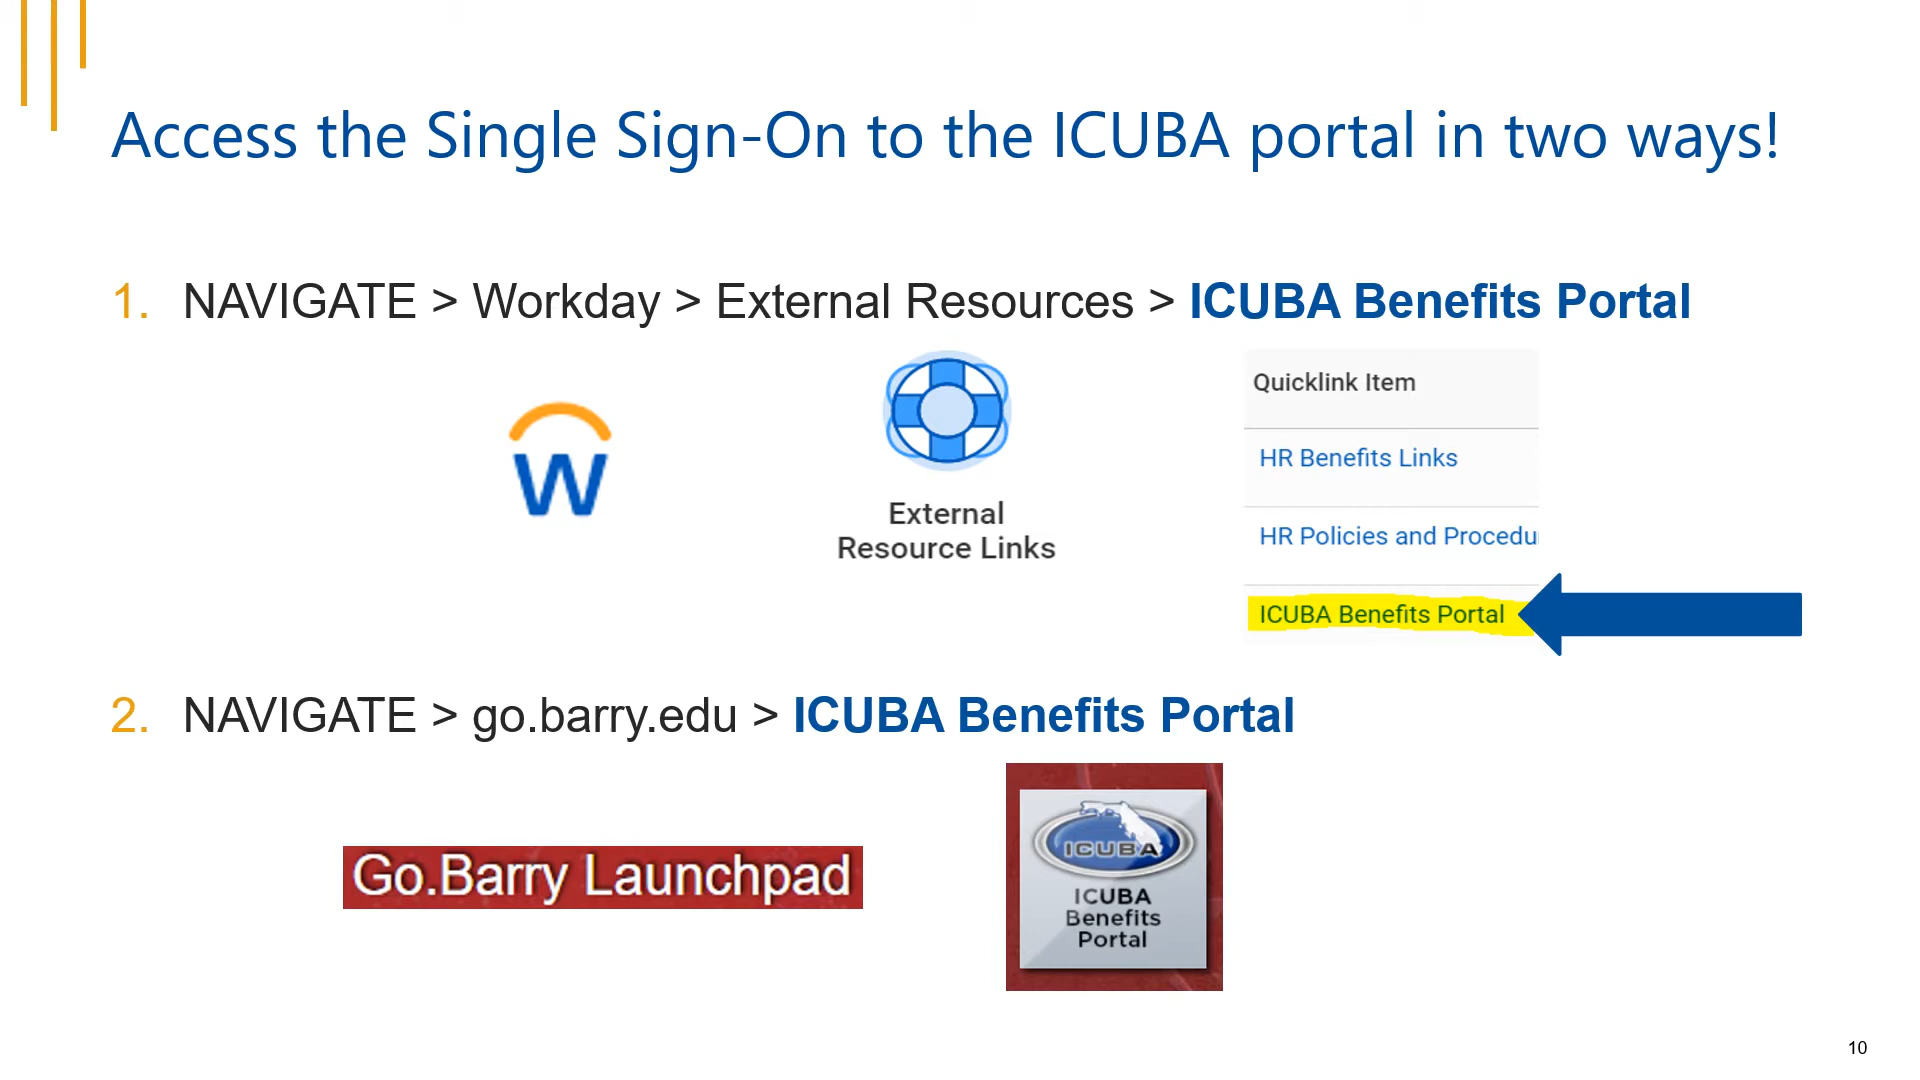 Access the Single Sign-On to the ICUBA portal in two ways!
1. NAVIGATE > Workday > External Resources > ICUBA Benefits Portal
W
External
Resource Links
Quicklink Item
HR Benefits Links
HR Policies and Procedu
ICUBA Benefits Portal
2. NAVIGATE > go.barry.edu > ICUBA Benefits Portal
Go.Barry Launchpad
ICUBA
ICUBA
Benefits
Portal
10